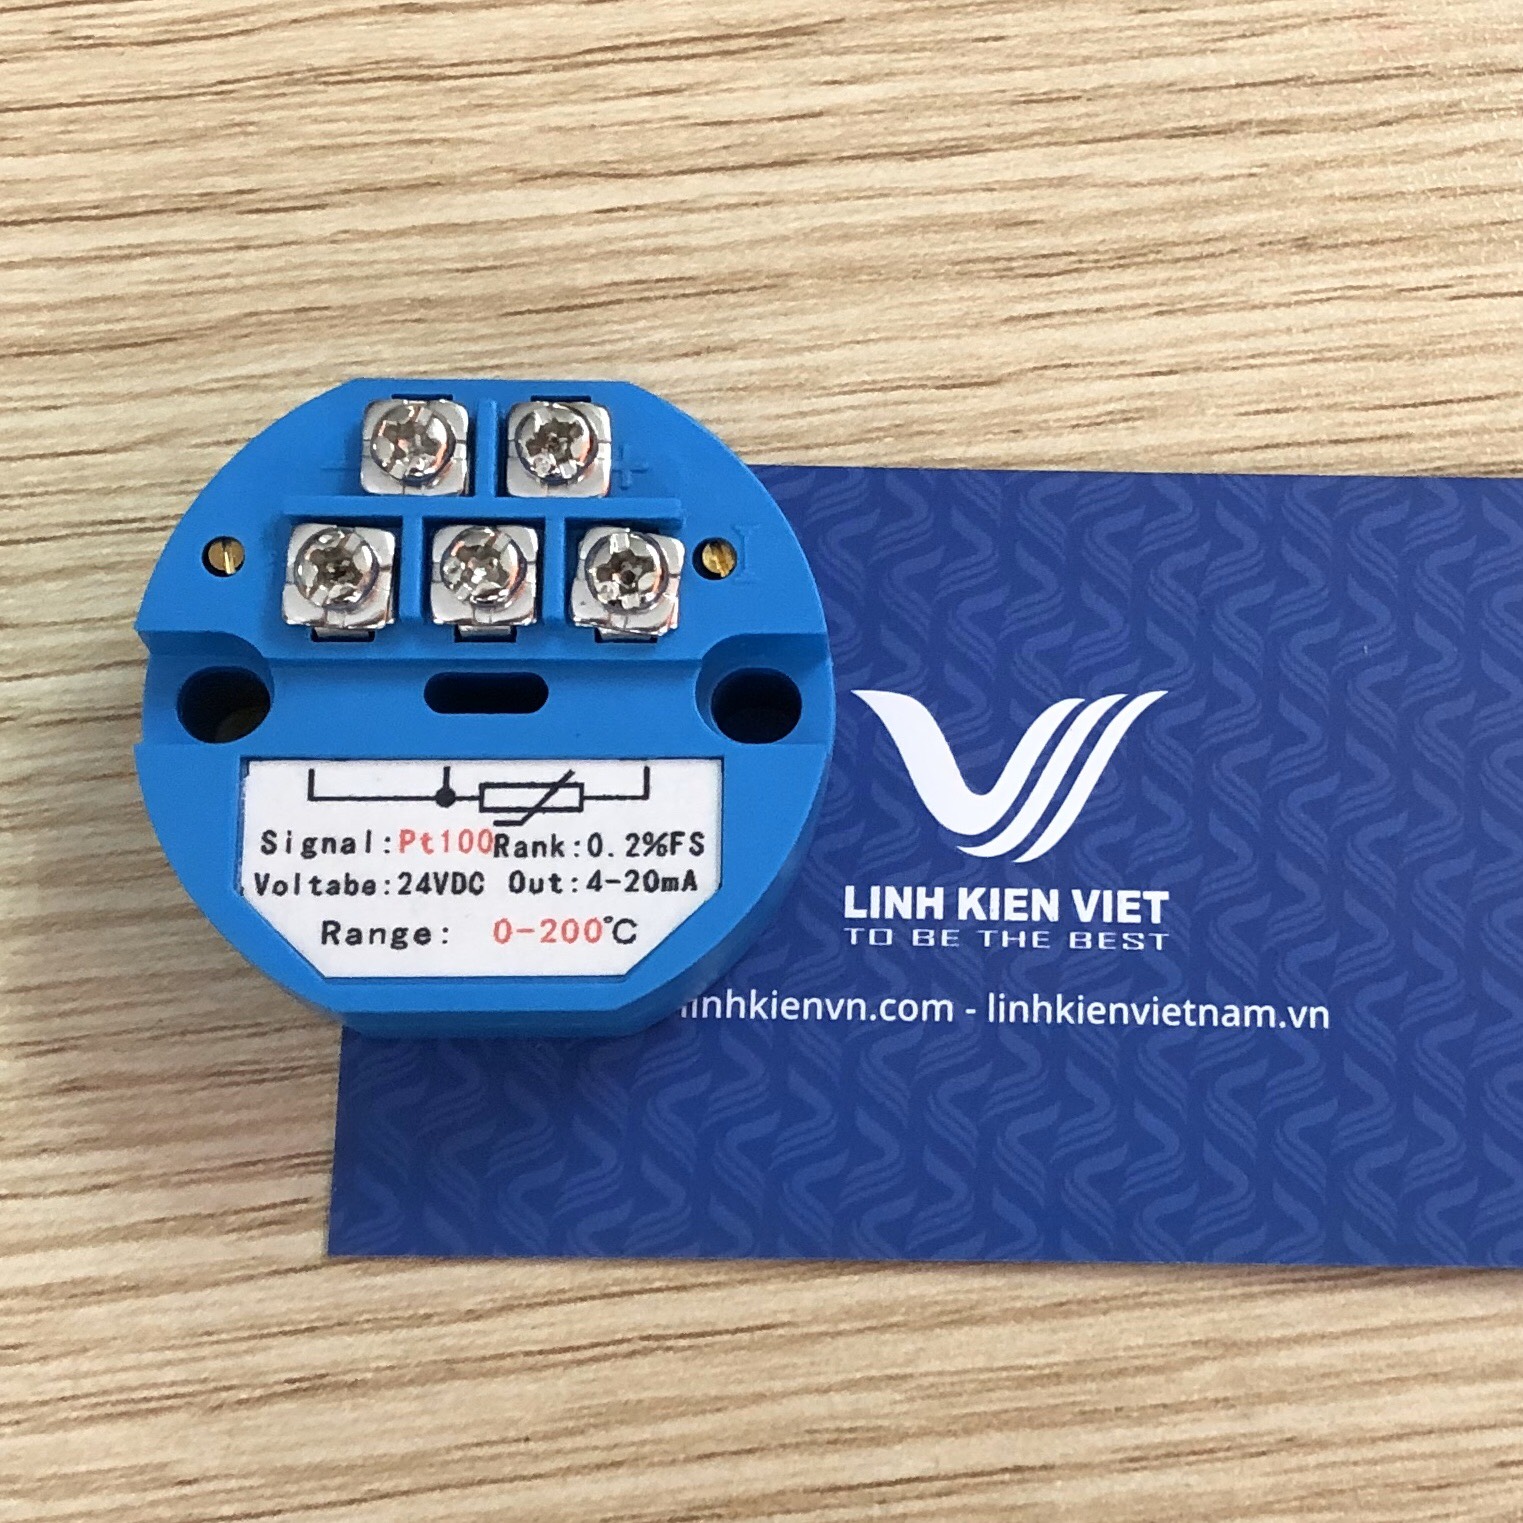 - +
Signal:Pt100Rank:0.2%FS
Voltabe:24VDC Out:4-20mA
Range: 0-200℃
LINH KIEN VIET
TO BE THE BEST
linhkienvn.com - linhkienvietnam.vn